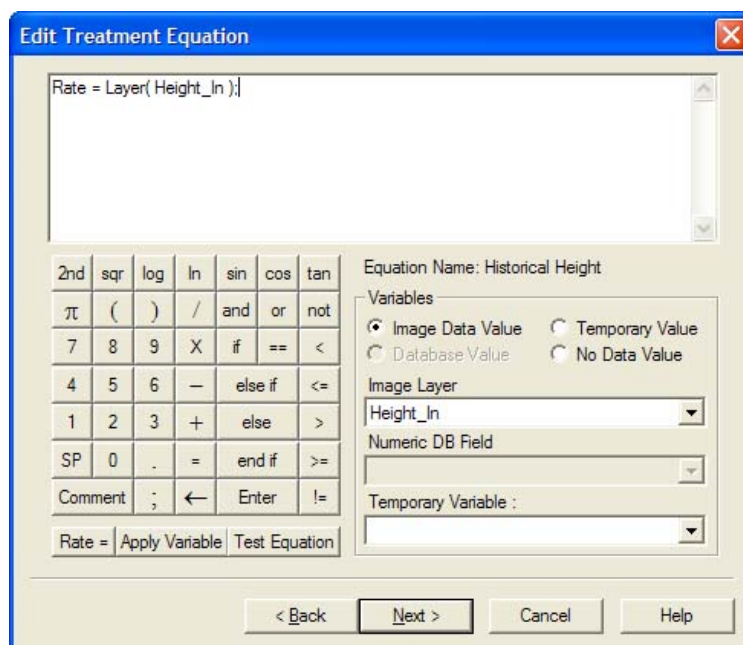 Edit Treatment Equation
Rate = Layer( Height_In );
2nd sqr log ln sin cos tan
π ( ) / and or not
7 8 9 X if == <
4 5 6 – else if <=
1 2 3 + else >
SP 0 . = end if >=
Comment ; ← Enter !=
Rate = Apply Variable Test Equation
Equation Name: Historical Height
Variables
Image Data Value Temporary Value
Database Value No Data Value
Image Layer
Height_In
Numeric DB Field
Temporary Variable :
< Back Next > Cancel Help